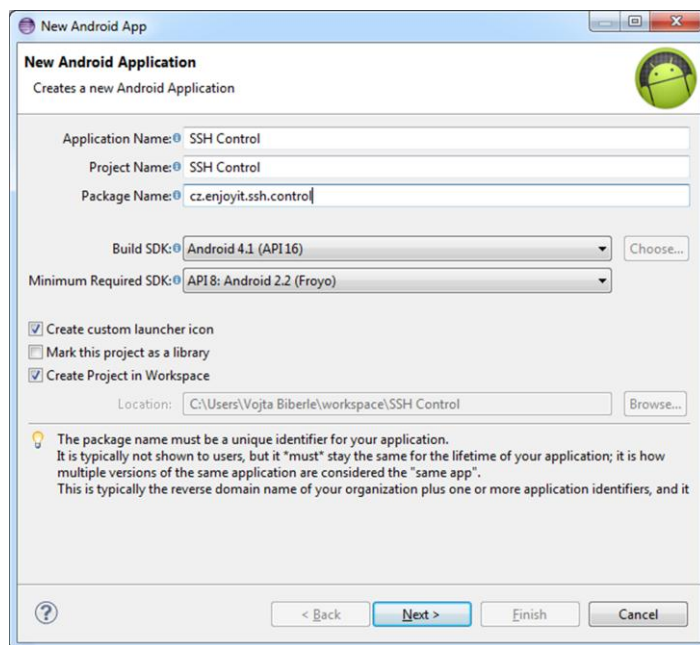 New Android App
New Android Application
Creates a new Android Application
Application Name: SSH Control
Project Name: SSH Control
Package Name: cz.enjoyit.ssh.control
Build SDK: Android 4.1 (API 16) Choose...
Minimum Required SDK: API 8: Android 2.2 (Froyo)
Create custom launcher icon
Mark this project as a library
Create Project in Workspace
Location: C:\Users\Vojta Biberle\workspace\SSH Control Browse...
The package name must be a unique identifier for your application.
It is typically not shown to users, but it *must* stay the same for the lifetime of your application; it is how
multiple versions of the same application are considered the "same app".
This is typically the reverse domain name of your organization plus one or more application identifiers, and it
? < Back Next > Finish Cancel